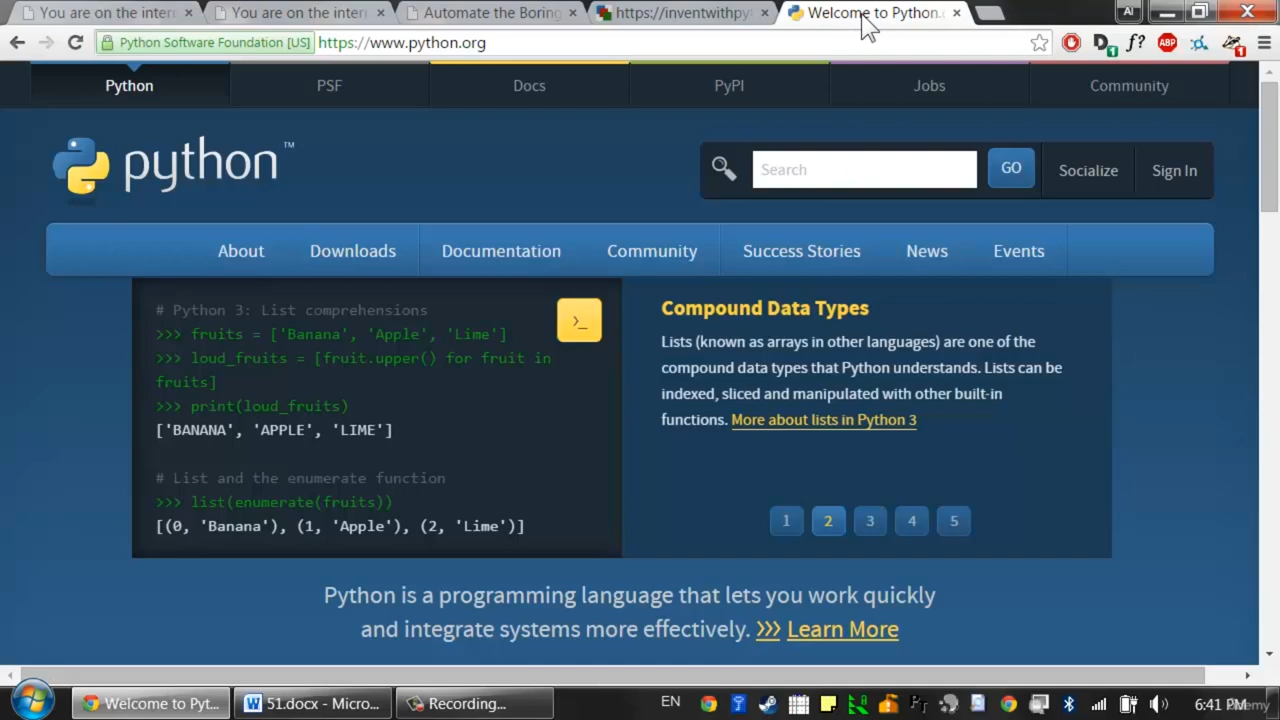 You are on the inter
You are on the inter
Automate the Boring
https://inventwithpy
Welcome to Python.
Ai
Python Software Foundation [US]
https://www.python.org
D 1 f? ABP 1
Python
PSF
Docs
PyPI
Jobs
Community
python™
Search
GO
Socialize
Sign In
About
Downloads
Documentation
Community
Success Stories
News
Events
# Python 3: List comprehensions
>>> fruits = ['Banana', 'Apple', 'Lime']
>>> loud_fruits = [fruit.upper() for fruit in
fruits]
>>> print(loud_fruits)
['BANANA', 'APPLE', 'LIME']
# List and the enumerate function
>>> list(enumerate(fruits))
[(0, 'Banana'), (1, 'Apple'), (2, 'Lime')]
>_
Compound Data Types
Lists (known as arrays in other languages) are one of the
compound data types that Python understands. Lists can be
indexed, sliced and manipulated with other built-in
functions. More about lists in Python 3
1 2 3 4 5
Python is a programming language that lets you work quickly
and integrate systems more effectively. >>> Learn More
Welcome to Pyt...
51.docx - Micro...
Recording...
EN
6:41 PM